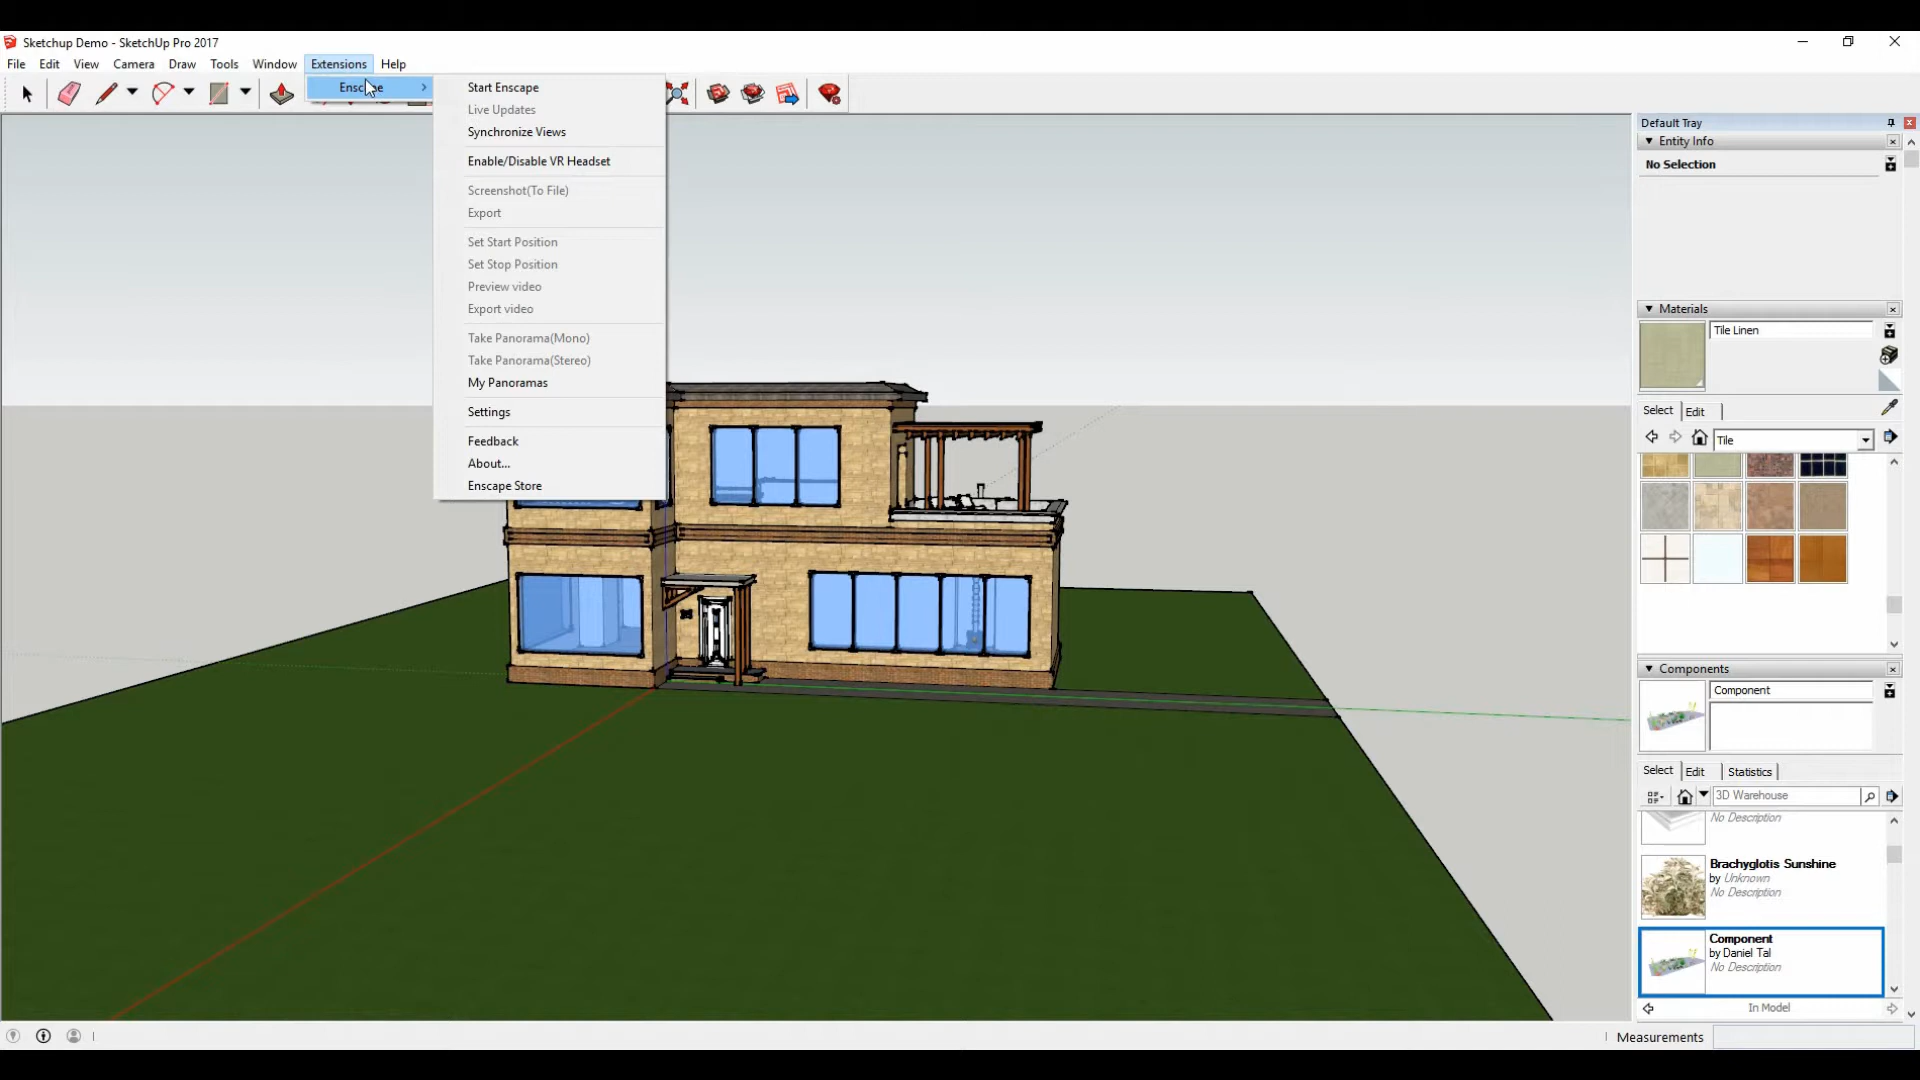 Sketchup Demo - SketchUp Pro 2017
File Edit View Camera Draw Tools Window Extensions Help
Enscape
Start Enscape
Live Updates
Synchronize Views
Enable/Disable VR Headset
Screenshot(To File)
Export
Set Start Position
Set Stop Position
Preview video
Export video
Take Panorama(Mono)
Take Panorama(Stereo)
My Panoramas
Settings
Feedback
About...
Enscape Store
Default Tray
Entity Info
No Selection
Materials
Tile Linen
Select Edit
Tile
Components
Component
Select Edit Statistics
3D Warehouse
No Description
Brachyglotis Sunshine
by Unknown
No Description
Component
by Daniel Tal
No Description
In Model
Measurements